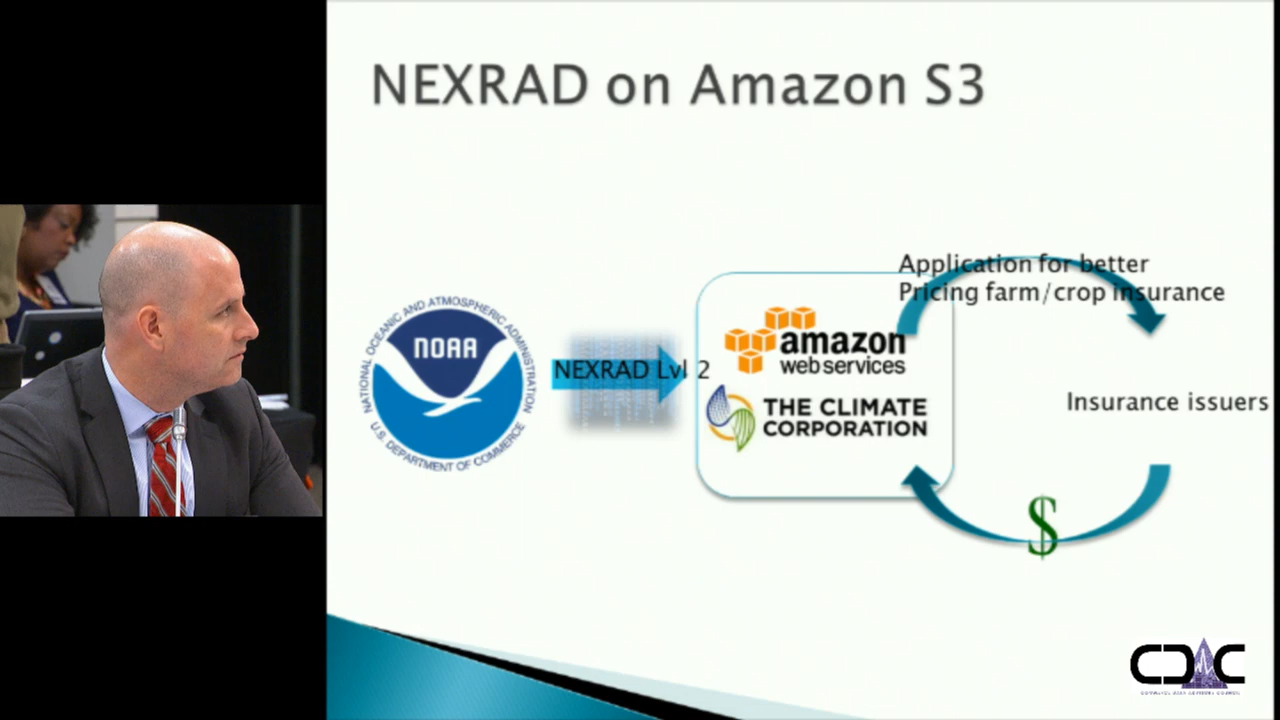 NEXRAD on Amazon S3
Application for better
Pricing farm/crop insurance
NATIONAL OCEANIC AND ATMOSPHERIC ADMINISTRATION
NOAA
U.S. DEPARTMENT OF COMMERCE
NEXRAD Lvl 2
amazon
webservices
THE CLIMATE
CORPORATION
Insurance issuers
$
CDAC